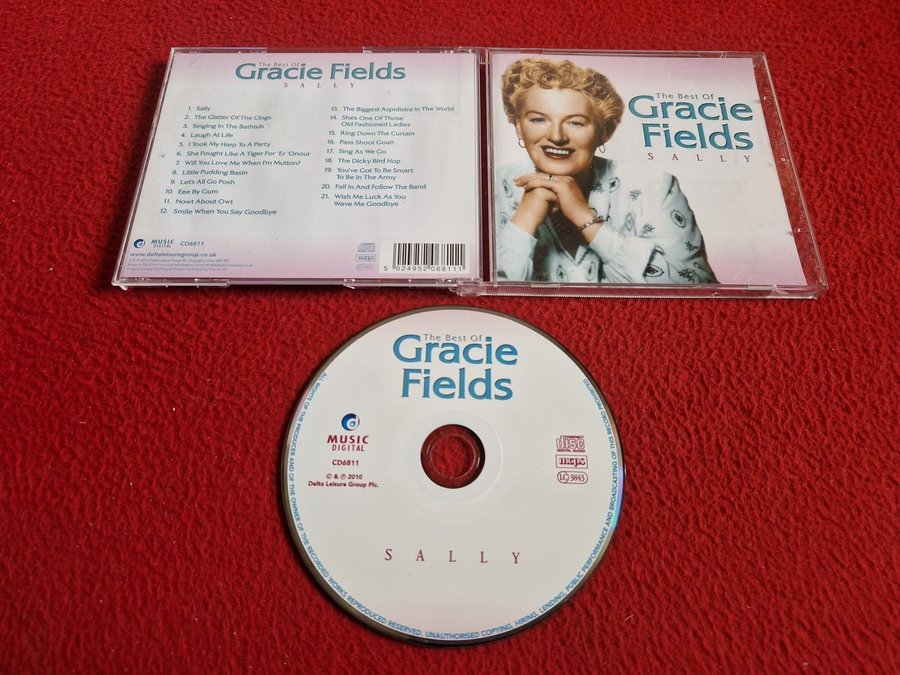 The Best Of
Gracie Fields
SALLY
1. Sally
2. The Clatter Of The Clogs
3. Singing In The Bathtub
4. Laugh At Life
5. I Took My Harp To A Party
6. She Fought Like A Tiger For 'Er 'Onour
7. Will You Love Me When I'm Mutton?
8. Little Pudding Basin
9. Let's All Go Posh
10. Eee By Gum
11. Nowt About Owt
12. Smile When You Say Goodbye
13. The Biggest Aspidistra In The World
14. She's One Of Those
Old Fashioned Ladies
15. Ring Down The Curtain
16. Pass Shoot Goal!
17. Sing As We Go
18. The Dicky Bird Hop
19. You've Got To Be Smart
To Be In The Army
20. Fall In And Follow The Band
21. Wish Me Luck As You
Wave Me Goodbye
MUSIC
DIGITAL
CD6811
www.deltaleisuregroup.co.uk
mcps
5 024952 068111
The Best Of
Gracie
Fields
SALLY
The Best Of
Gracie
Fields
MUSIC
DIGITAL
CD6811
© & ℗ 2010
Delta Leisure Group Plc.
COMPACT
disc
DIGITAL AUDIO
mcps
LC 3843
SALLY
ALL RIGHTS OF THE PRODUCER AND OF THE OWNER OF THE RECORDED WORKS REPRODUCED RESERVED. UNAUTHORISED COPYING, HIRING, LENDING, PUBLIC PERFORMANCE AND BROADCASTING OF THIS RECORD PROHIBITED